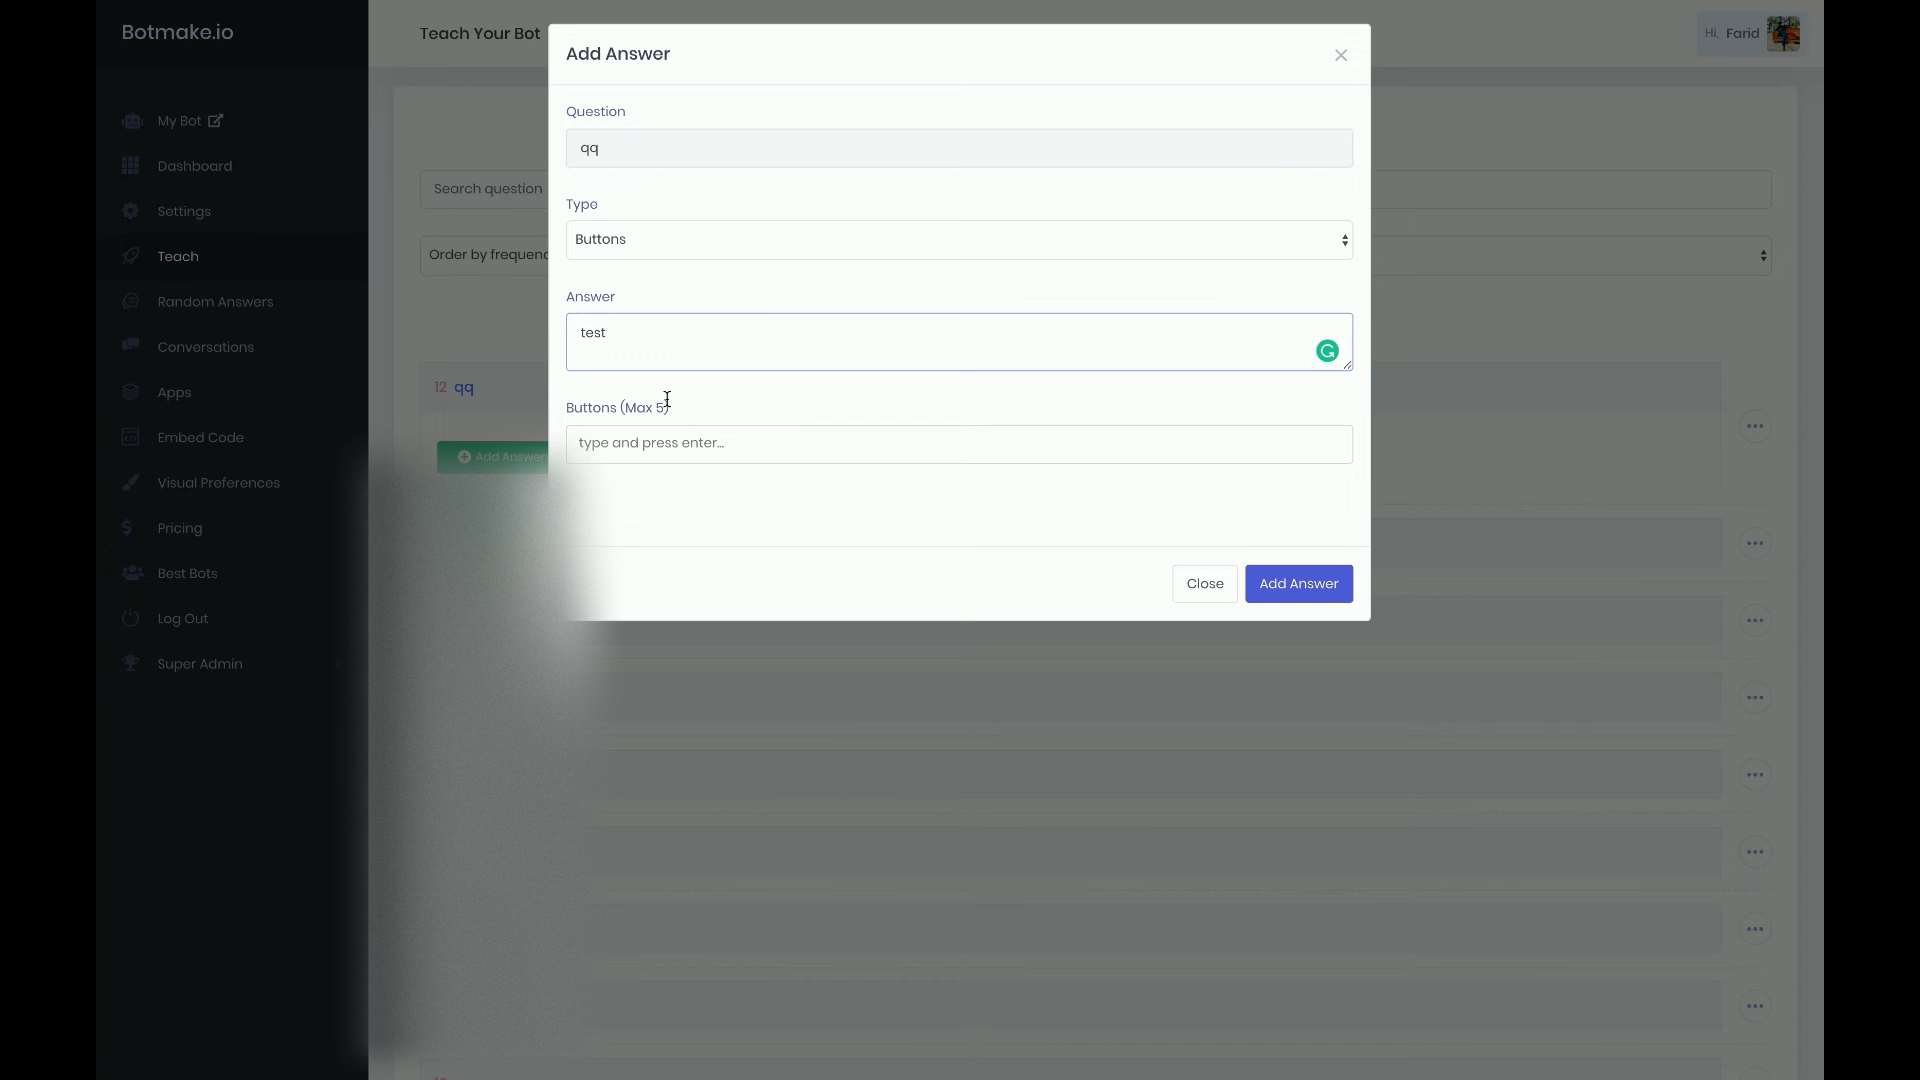 Botmake.io
My Bot
Dashboard
Settings
Teach
Random Answers
Conversations
Apps
Embed Code
Visual Preferences
Pricing
Best Bots
Log Out
Super Admin
Teach Your Bot
Hi, Farid
Search question
Order by frequenc
12 qq
Add Answer
Add Answer
×
Question
qq
Type
Buttons
Answer
test
Buttons (Max 5)
type and press enter...
Close
Add Answer
12